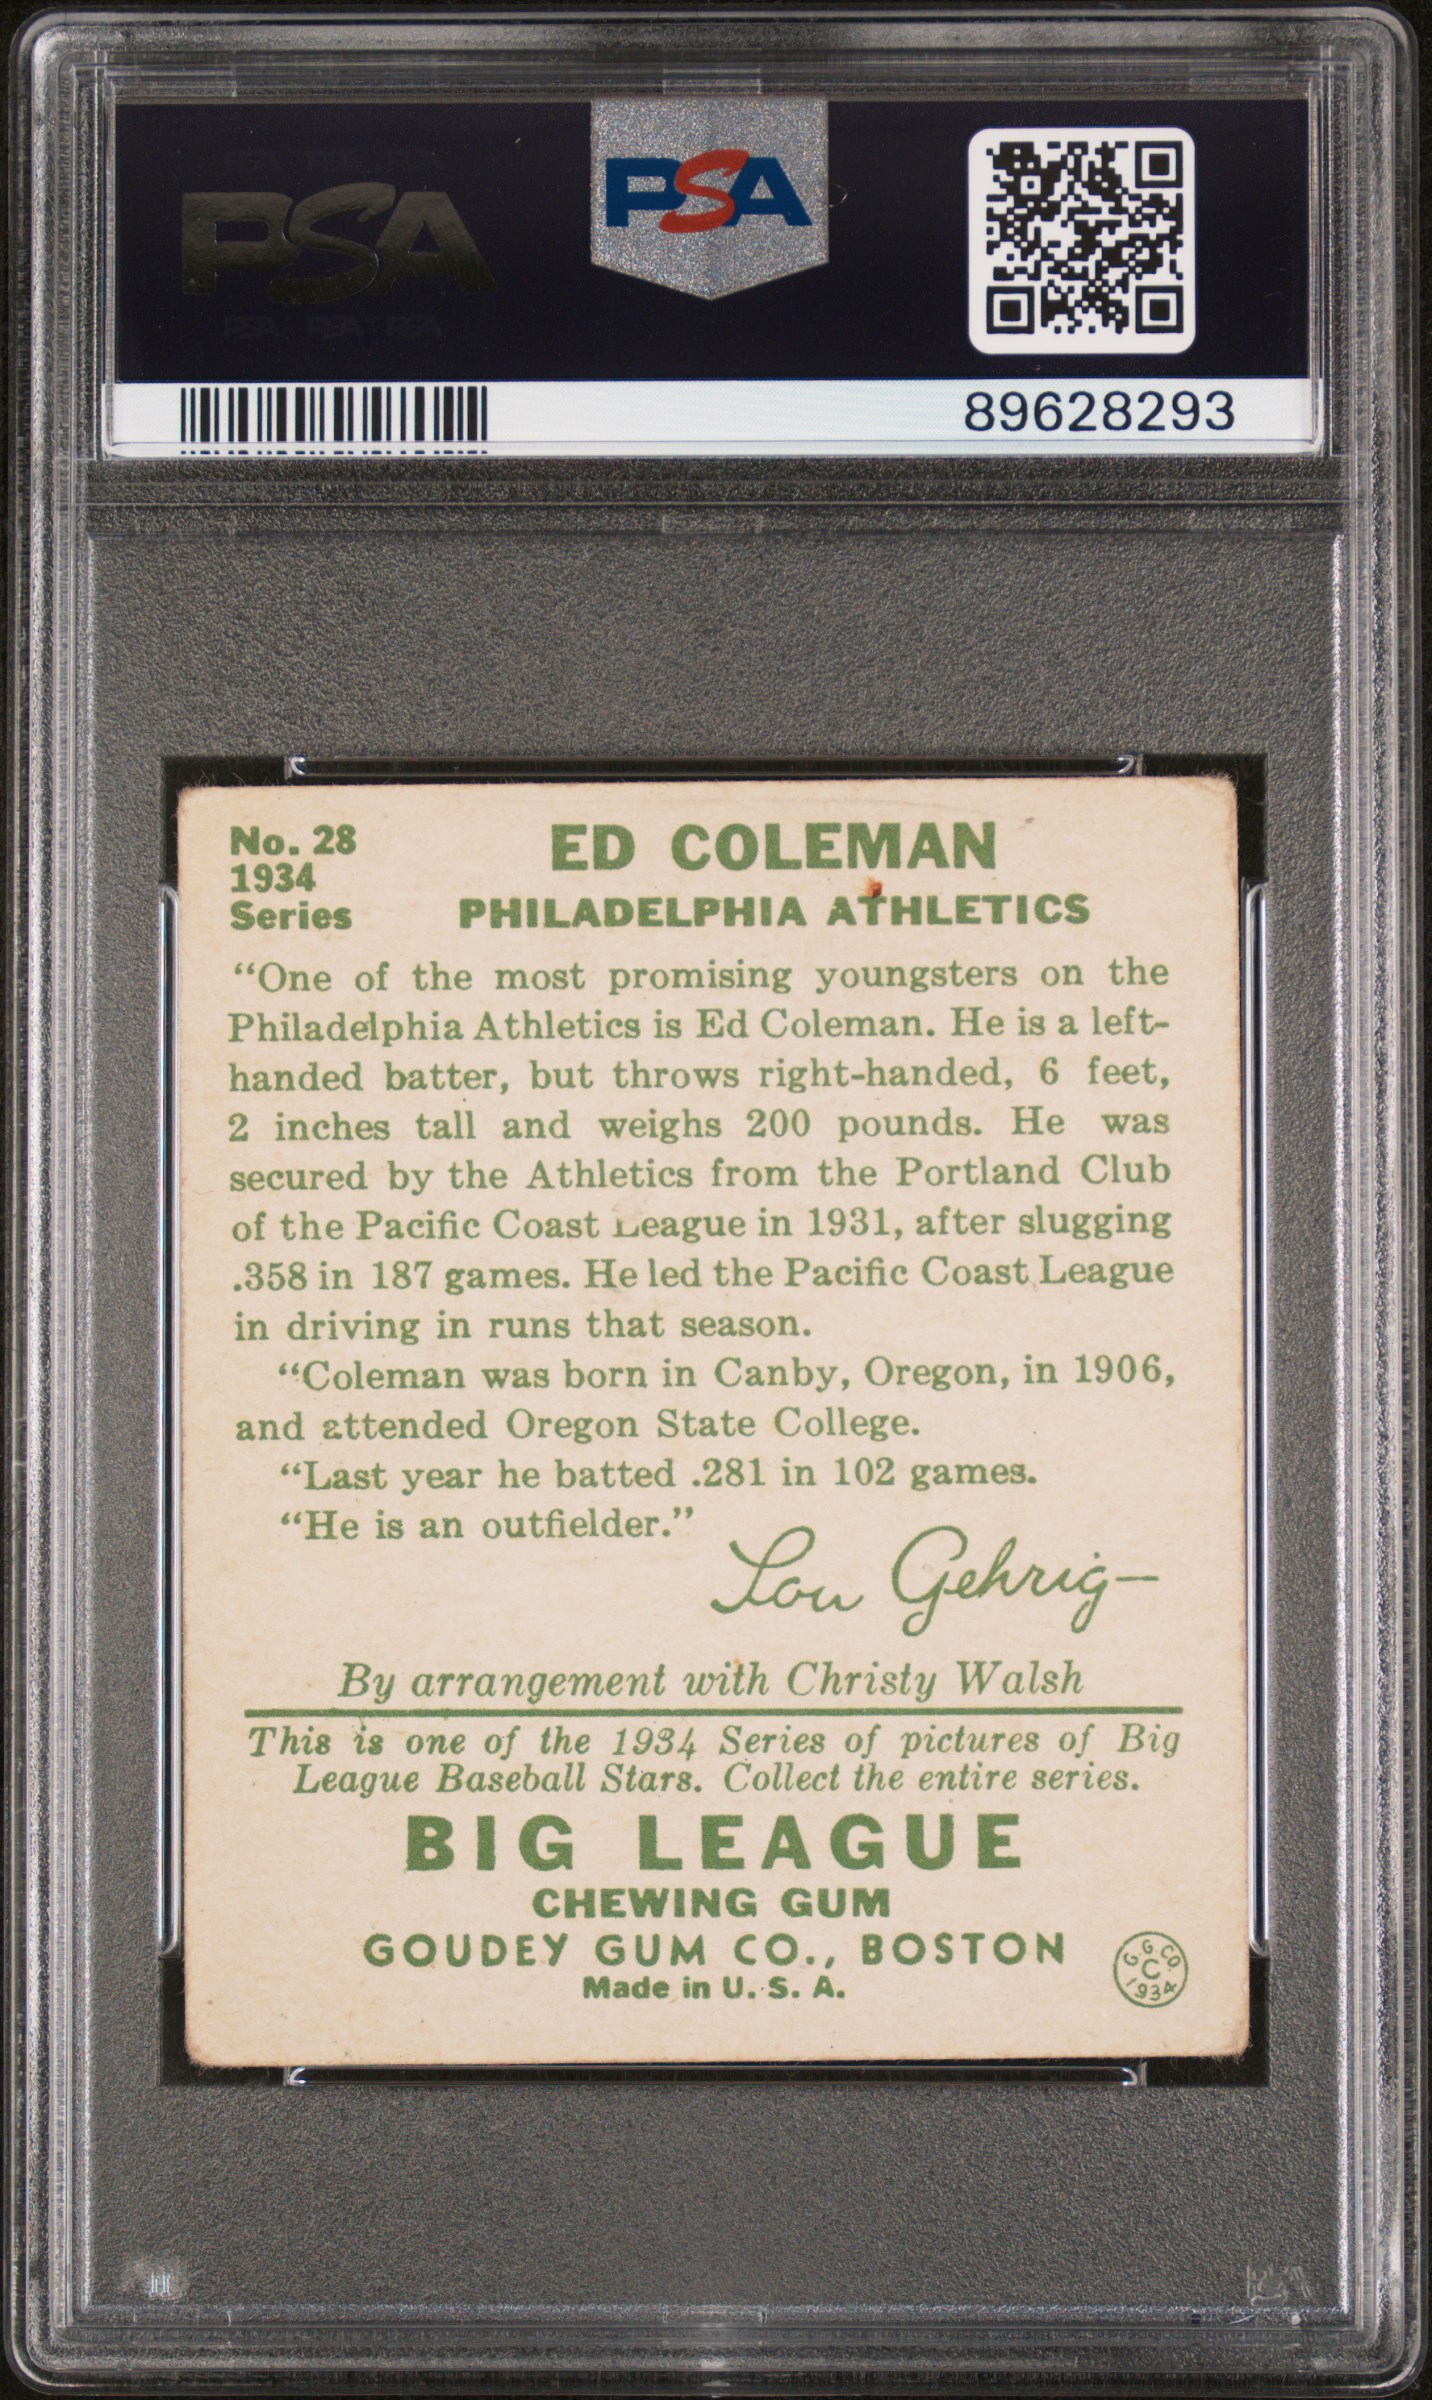 PSA
PSA
89628293
No. 28
1934
Series
ED COLEMAN
PHILADELPHIA ATHLETICS
“One of the most promising youngsters on the
Philadelphia Athletics is Ed Coleman. He is a left-
handed batter, but throws right-handed, 6 feet,
2 inches tall and weighs 200 pounds. He was
secured by the Athletics from the Portland Club
of the Pacific Coast League in 1931, after slugging
.358 in 187 games. He led the Pacific Coast League
in driving in runs that season.
“Coleman was born in Canby, Oregon, in 1906,
and attended Oregon State College.
“Last year he batted .281 in 102 games.
“He is an outfielder.”
Lou Gehrig—
By arrangement with Christy Walsh
This is one of the 1934 Series of pictures of Big
League Baseball Stars. Collect the entire series.
BIG LEAGUE
CHEWING GUM
GOUDEY GUM CO., BOSTON
Made in U. S. A.
G. G. CO.
C
1934